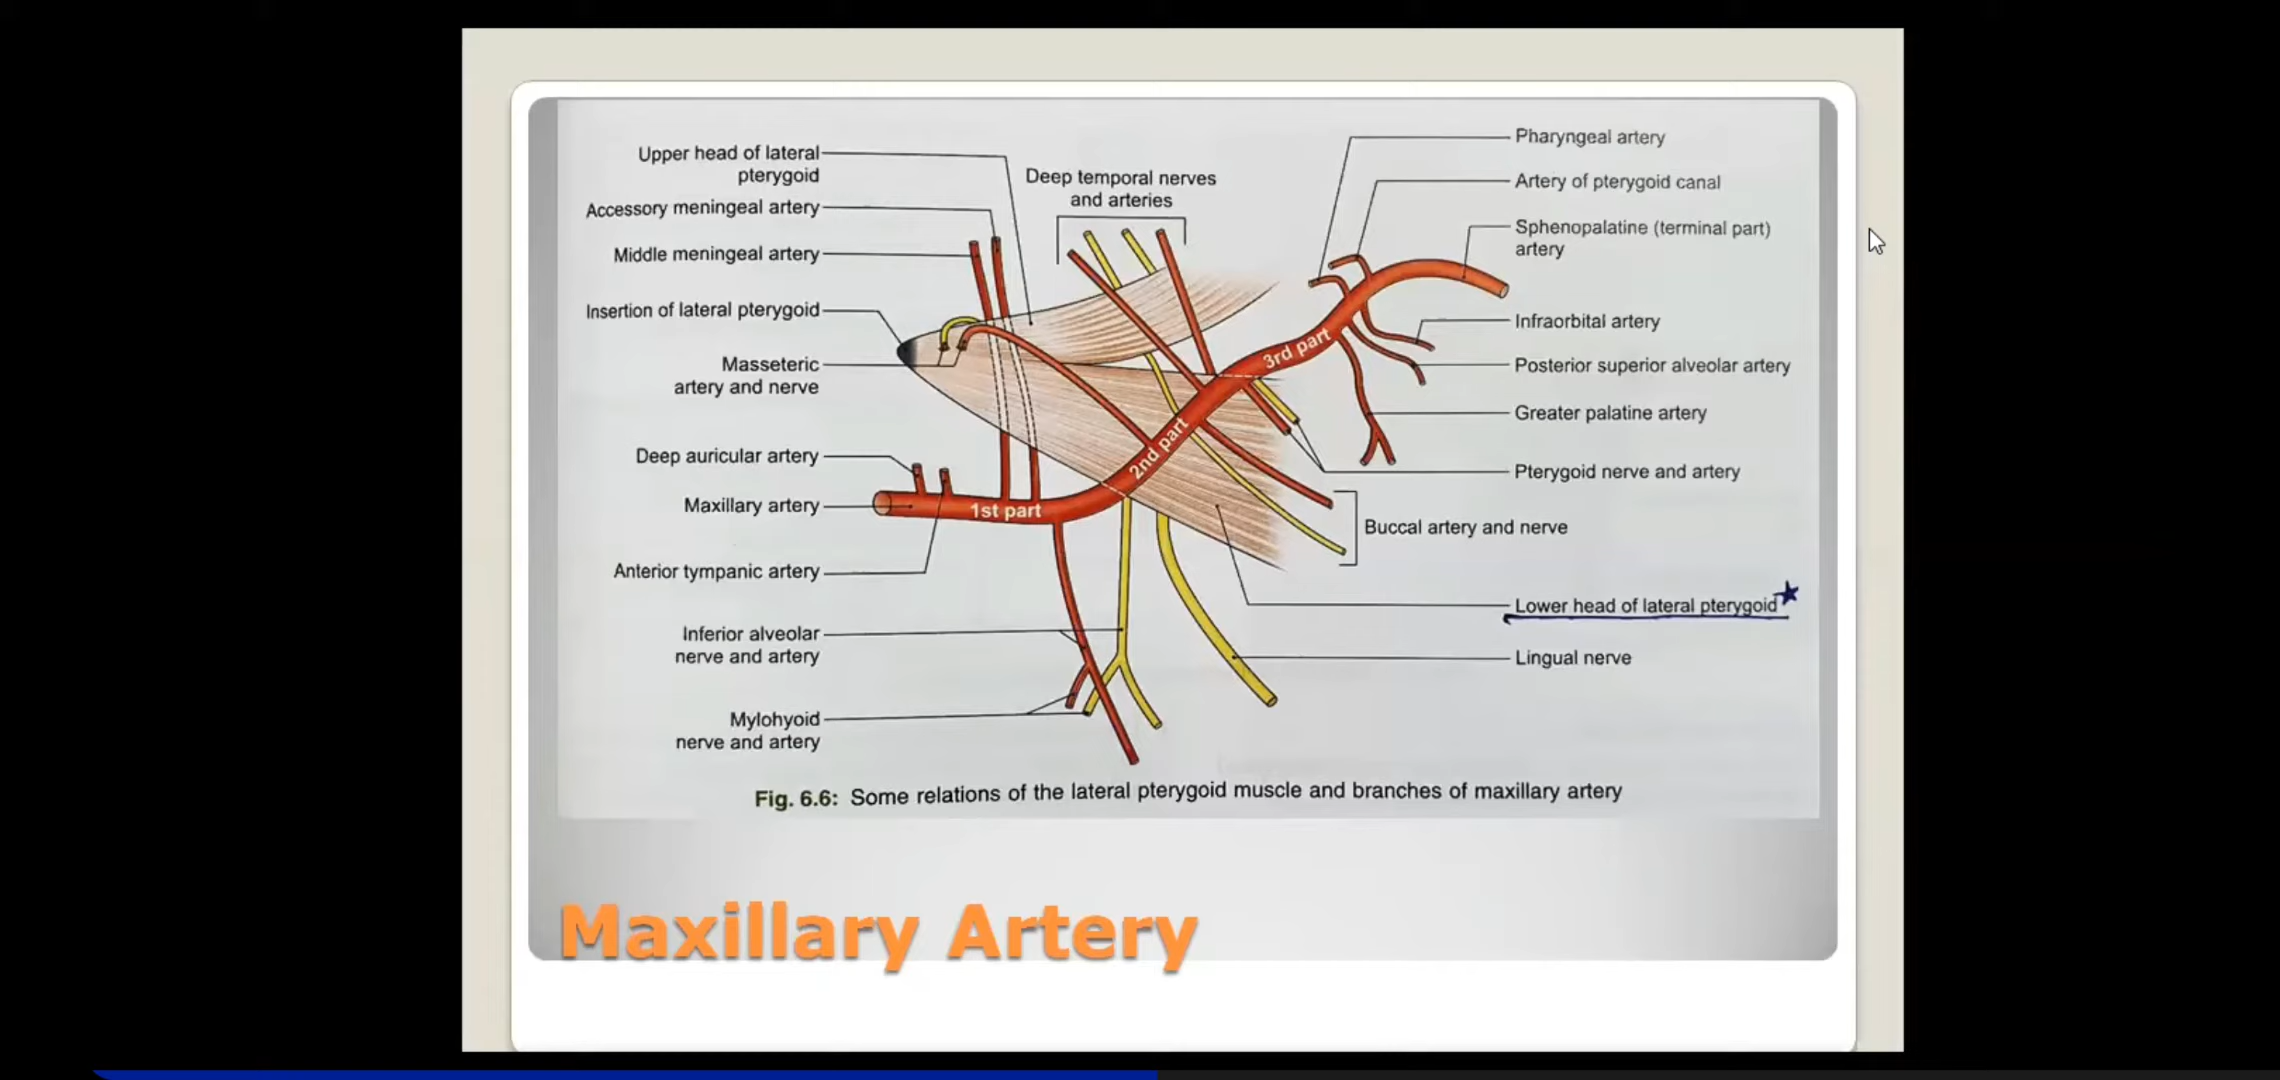 Upper head of lateral
pterygoid
Accessory meningeal artery
Middle meningeal artery
Insertion of lateral pterygoid
Masseteric
artery and nerve
Deep auricular artery
Maxillary artery
Anterior tympanic artery
Inferior alveolar
nerve and artery
Mylohyoid
nerve and artery
Deep temporal nerves
and arteries
1st part
2nd part
3rd part
Pharyngeal artery
Artery of pterygoid canal
Sphenopalatine (terminal part)
artery
Infraorbital artery
Posterior superior alveolar artery
Greater palatine artery
Pterygoid nerve and artery
Buccal artery and nerve
Lower head of lateral pterygoid
Lingual nerve
Fig. 6.6: Some relations of the lateral pterygoid muscle and branches of maxillary artery
Maxillary Artery